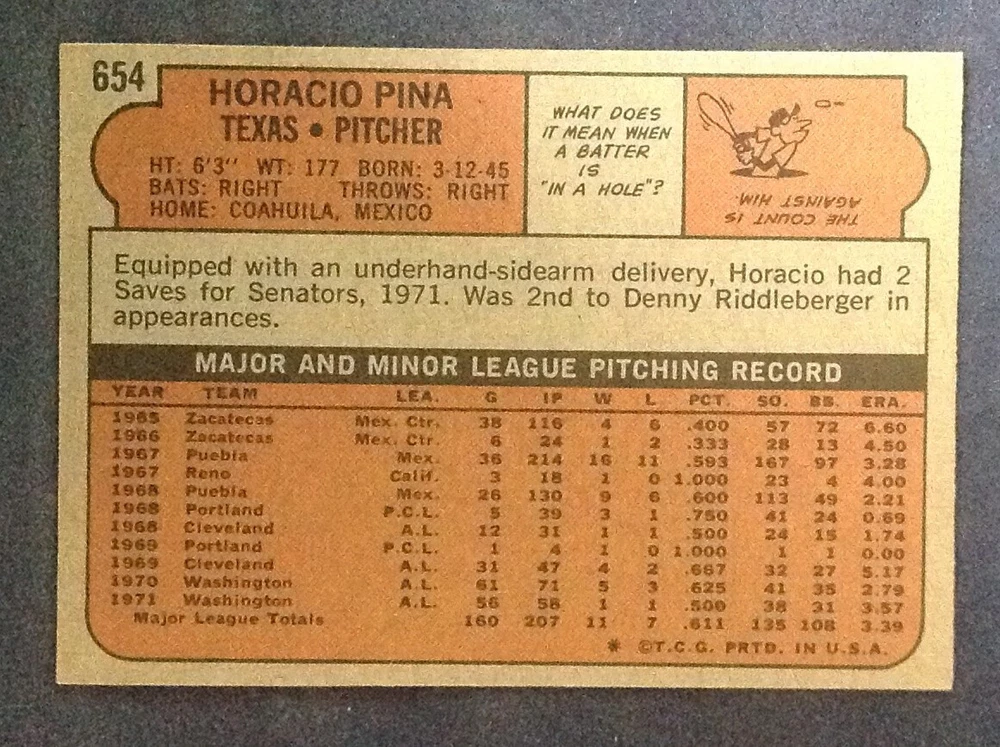 654
HORACIO PINA
TEXAS • PITCHER
HT: 6'3" WT: 177 BORN: 3-12-45
BATS: RIGHT THROWS: RIGHT
HOME: COAHUILA, MEXICO
WHAT DOES
IT MEAN WHEN
A BATTER
IS
"IN A HOLE"?
THE COUNT IS
AGAINST HIM.
Equipped with an underhand-sidearm delivery, Horacio had 2
Saves for Senators, 1971. Was 2nd to Denny Riddleberger in
appearances.
MAJOR AND MINOR LEAGUE PITCHING RECORD
YEAR TEAM LEA. G IP W L PCT. SO. BB. ERA.
1965 Zacatecas Mex. Ctr. 38 116 4 6 .400 57 72 6.60
1966 Zacatecas Mex. Ctr. 6 24 1 2 .333 28 13 4.50
1967 Puebla Mex. 36 214 16 11 .593 167 97 3.28
1967 Reno Calif. 3 18 1 0 1.000 23 4 4.00
1968 Puebla Mex. 26 130 9 6 .600 113 49 2.21
1968 Portland P.C.L. 5 39 3 1 .750 41 24 0.69
1968 Cleveland A.L. 12 31 1 1 .500 24 15 1.74
1969 Portland P.C.L. 1 4 1 0 1.000 1 1 0.00
1969 Cleveland A.L. 31 47 4 2 .667 32 27 5.17
1970 Washington A.L. 61 71 5 3 .625 41 35 2.79
1971 Washington A.L. 56 58 1 1 .500 38 31 3.57
Major League Totals 160 207 11 7 .611 135 108 3.39
* ©T.C.G. PRTD. IN U.S.A.